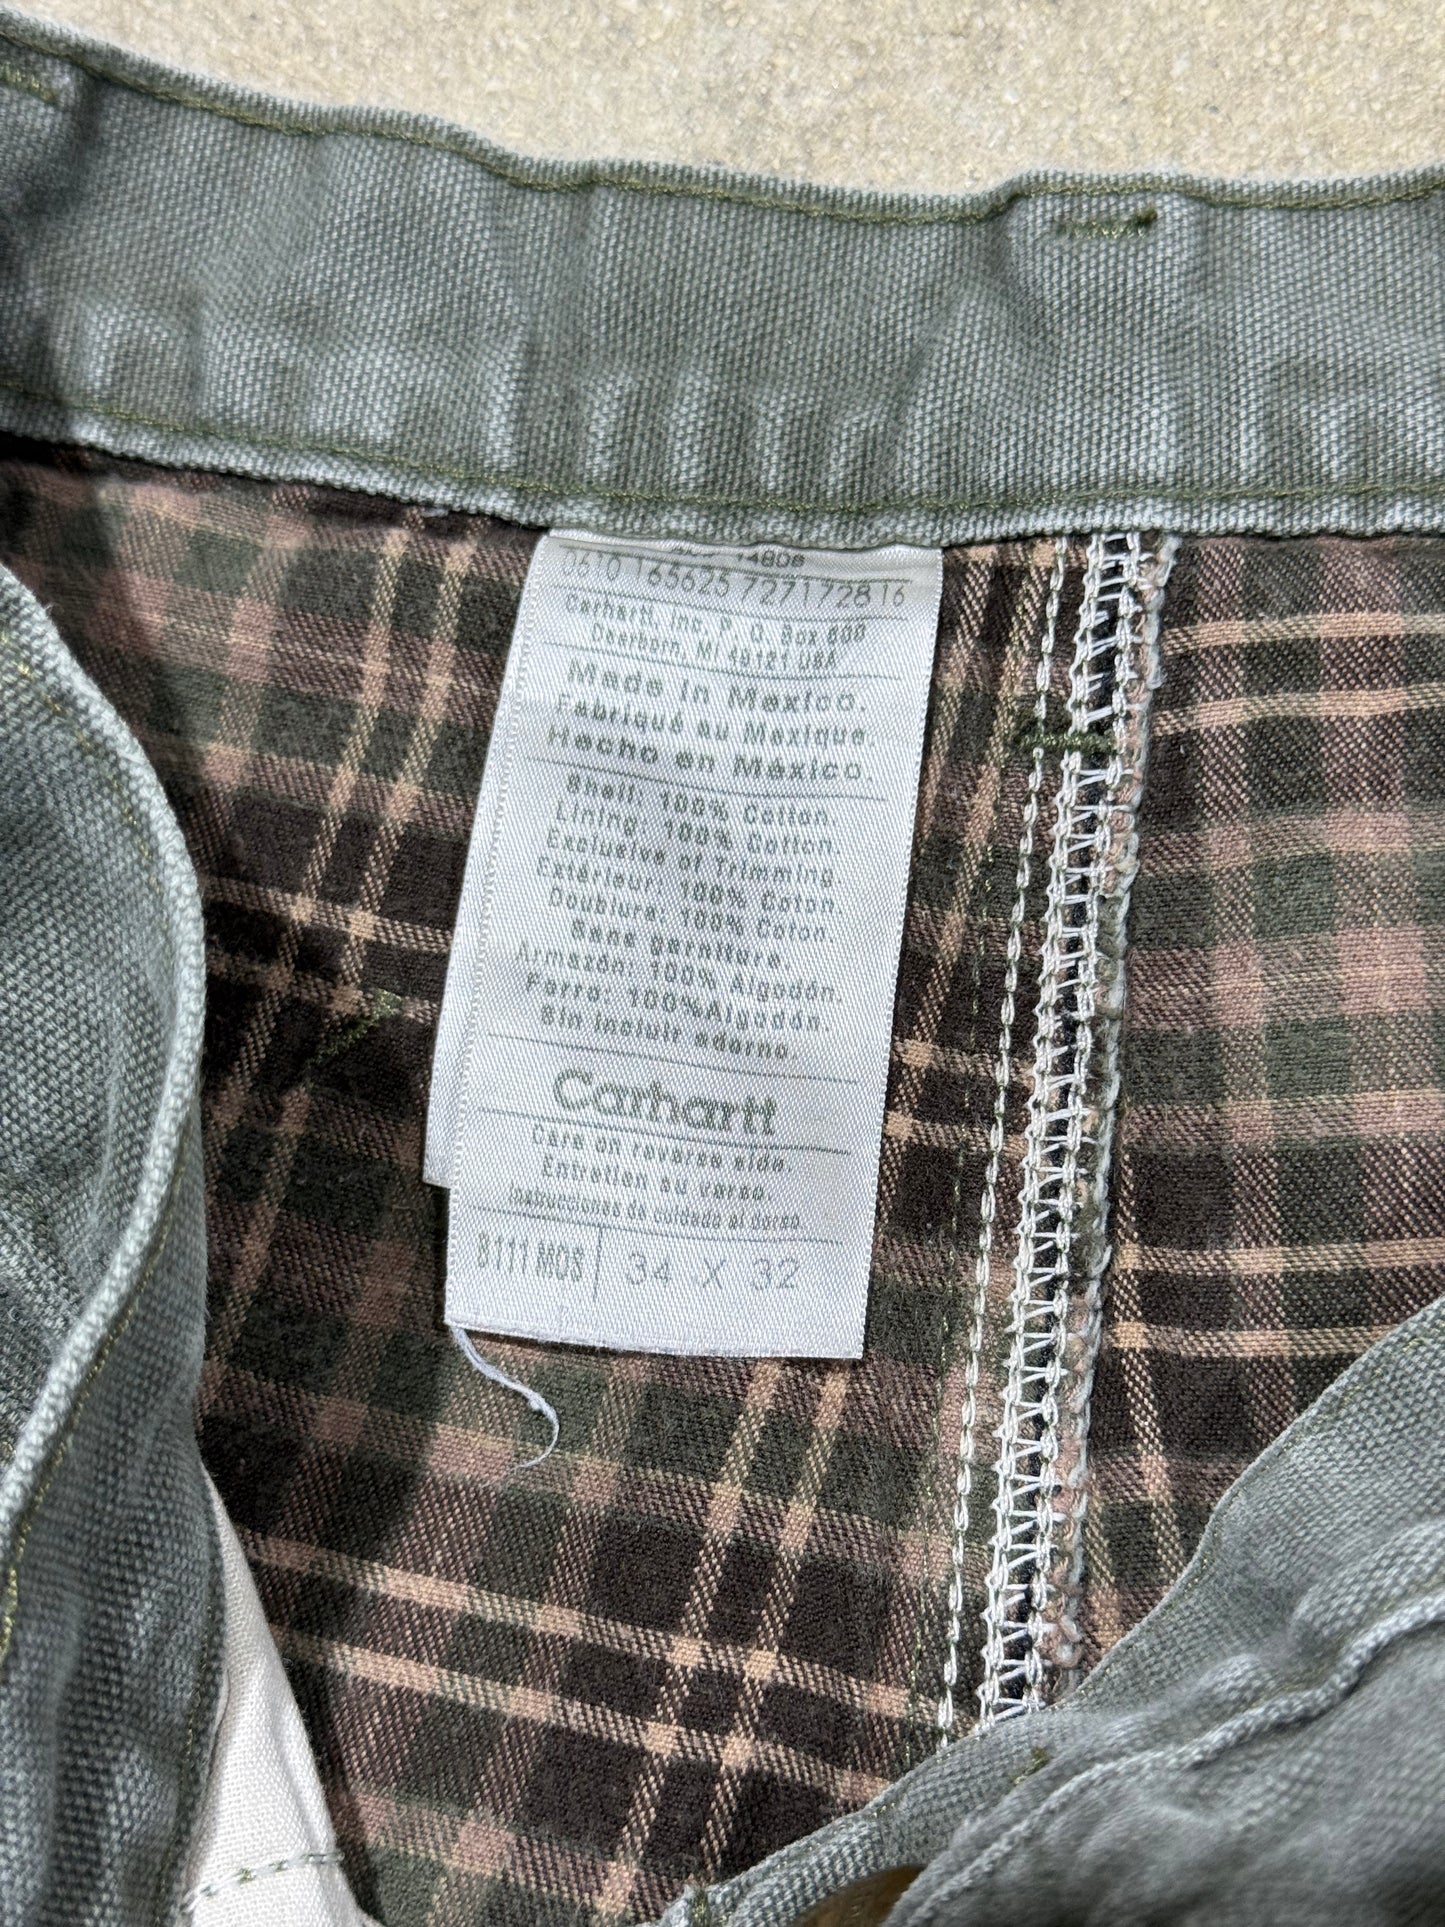 14806
0610 165625 7271728 16
Carhartt, Inc, P. O. Box 600
Dearborn, MI 48121 USA
Made in Mexico.
Fabriqué au Mexique.
Hecho en México.
Shell: 100% Cotton.
Lining: 100% Cotton.
Exclusive of Trimming.
Extérieur: 100% Coton.
Doublure: 100% Coton.
Sans garniture.
Armazón: 100% Algodón.
Forro: 100%Algodón.
Sin incluir adorno.
Carhartt
Care on reverse side
Entretien au verso.
Instrucciones de cuidado al dorso.
B111 MOS 34 X 32